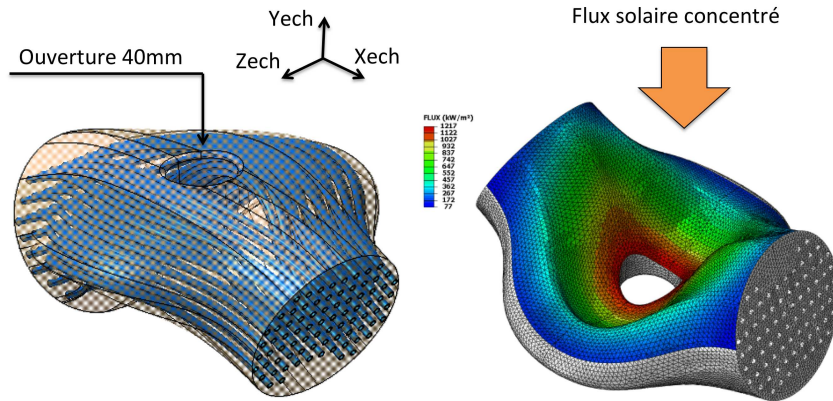 Yech
Zech
Xech
Ouverture 40mm
Flux solaire concentré
FLUX (kW/m²)
1217
1122
1027
932
837
742
647
552
457
362
267
172
77